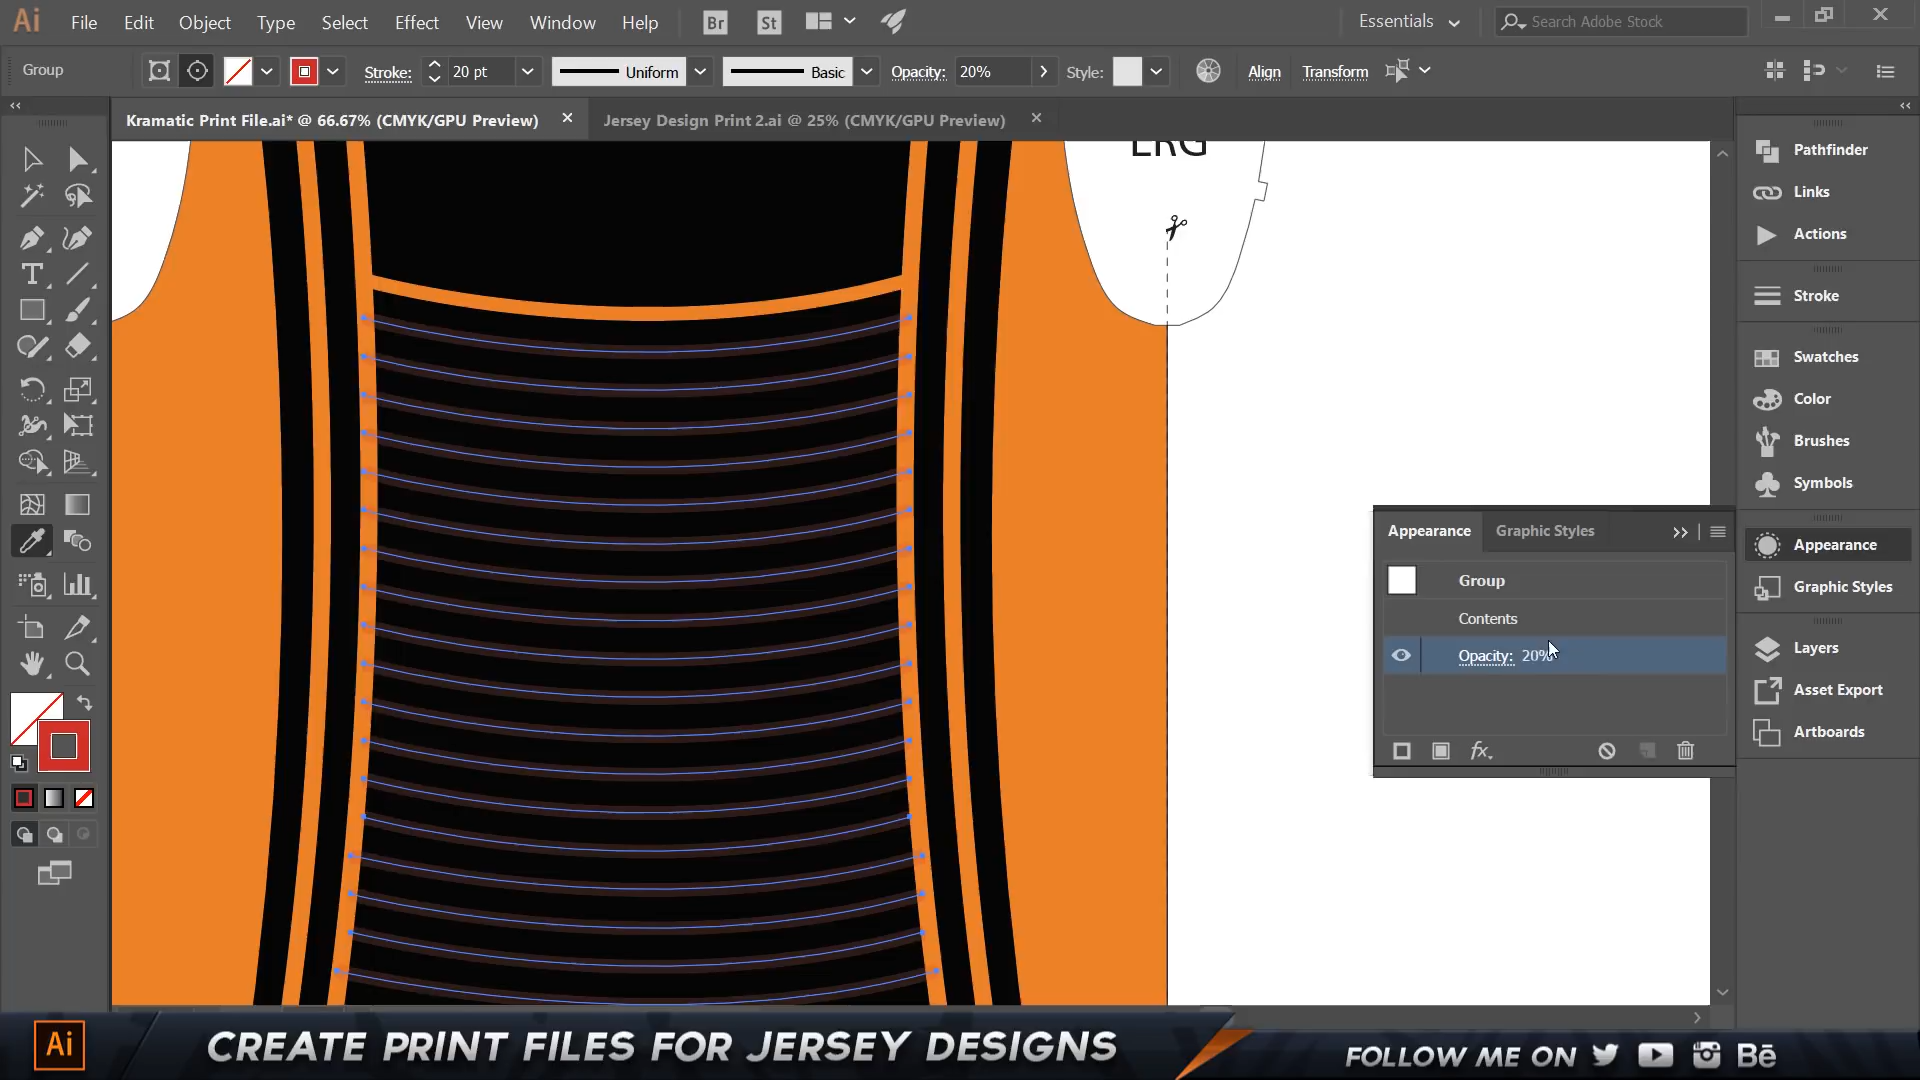 Ai File Edit Object Type Select Effect View Window Help Br St Essentials Search Adobe Stock
Group Stroke: 20 pt Uniform Basic Opacity: 20% Style: Align Transform
Kramatic Print File.ai* @ 66.67% (CMYK/GPU Preview) Jersey Design Print 2.ai @ 25% (CMYK/GPU Preview)
ERG
Pathfinder
Links
Actions
Stroke
Swatches
Color
Brushes
Symbols
Appearance
Graphic Styles
Layers
Asset Export
Artboards
Appearance Graphic Styles
Group
Contents
Opacity: 20%
fx
Ai CREATE PRINT FILES FOR JERSEY DESIGNS
FOLLOW ME ON Bē